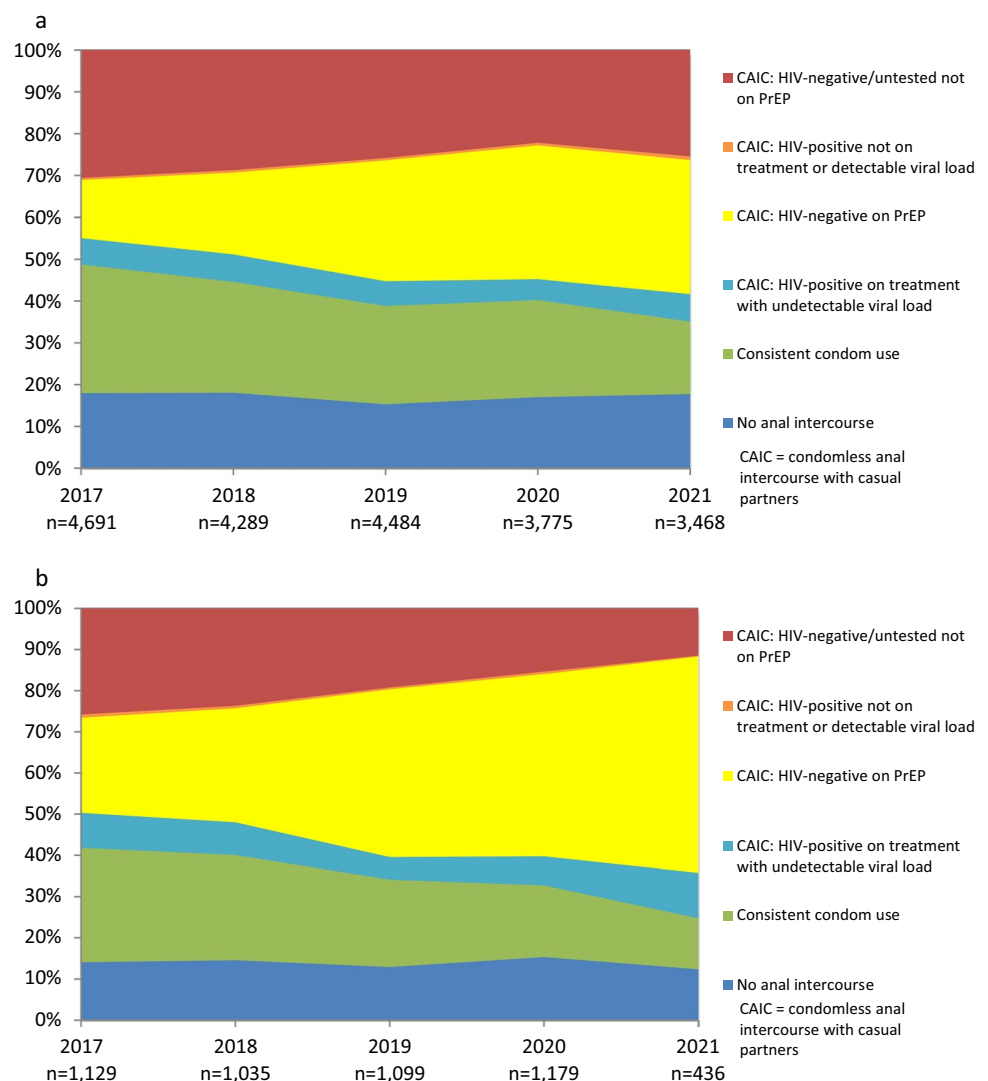 a
100%
90%
80%
70%
60%
50%
40%
30%
20%
10%
0%
2017
n=4,691
2018
n=4,289
2019
n=4,484
2020
n=3,775
2021
n=3,468
CAIC: HIV-negative/untested not
on PrEP
CAIC: HIV-positive not on
treatment or detectable viral load
CAIC: HIV-negative on PrEP
CAIC: HIV-positive on treatment
with undetectable viral load
Consistent condom use
No anal intercourse
CAIC = condomless anal
intercourse with casual
partners
b
100%
90%
80%
70%
60%
50%
40%
30%
20%
10%
0%
2017
n=1,129
2018
n=1,035
2019
n=1,099
2020
n=1,179
2021
n=436
CAIC: HIV-negative/untested not
on PrEP
CAIC: HIV-positive not on
treatment or detectable viral load
CAIC: HIV-negative on PrEP
CAIC: HIV-positive on treatment
with undetectable viral load
Consistent condom use
No anal intercourse
CAIC = condomless anal
intercourse with casual
partners